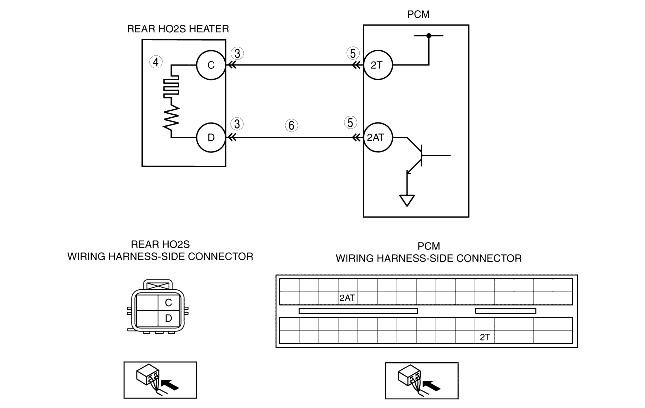 PCM
REAR HO2S HEATER
4
C
3
5
2T
D
3
6
5
2AT
REAR HO2S
WIRING HARNESS-SIDE CONNECTOR
PCM
WIRING HARNESS-SIDE CONNECTOR
C
D
2AT
2T